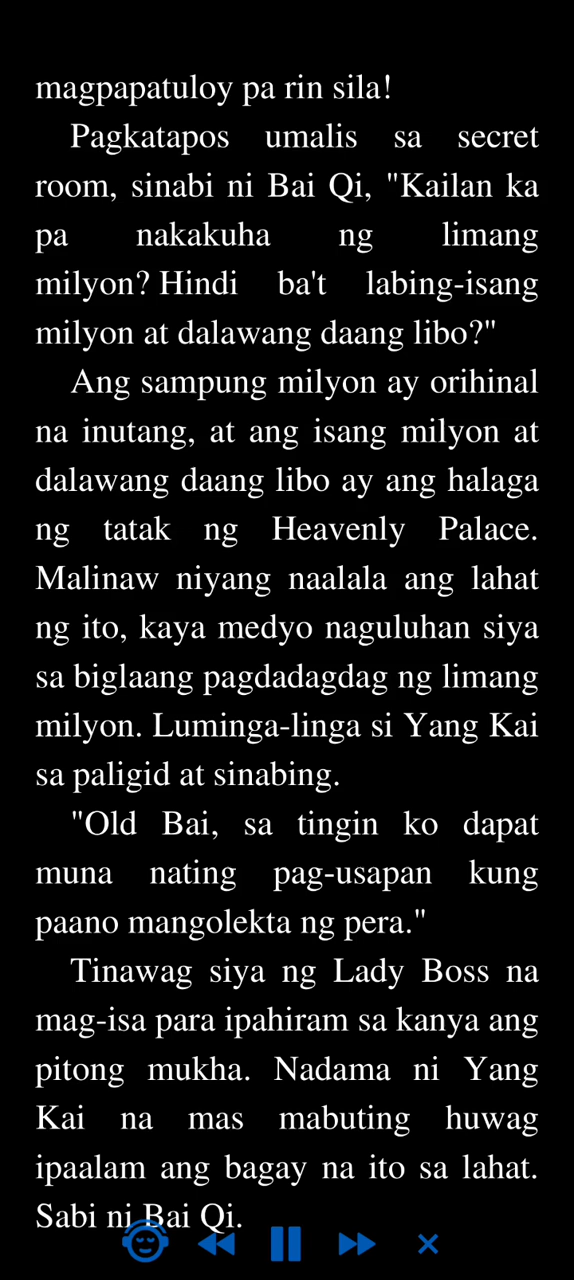 magpapatuloy pa rin sila!
Pagkatapos umalis sa secret
room, sinabi ni Bai Qi, "Kailan ka
pa nakakuha ng limang
milyon? Hindi ba't labing-isang
milyon at dalawang daang libo?"
Ang sampung milyon ay orihinal
na inutang, at ang isang milyon at
dalawang daang libo ay ang halaga
ng tatak ng Heavenly Palace.
Malinaw niyang naalala ang lahat
ng ito, kaya medyo naguluhan siya
sa biglaang pagdadagdag ng limang
milyon. Luminga-linga si Yang Kai
sa paligid at sinabing.
"Old Bai, sa tingin ko dapat
muna nating pag-usapan kung
paano mangolekta ng pera."
Tinawag siya ng Lady Boss na
mag-isa para ipahiram sa kanya ang
pitong mukha. Nadama ni Yang
Kai na mas mabuting huwag
ipaalam ang bagay na ito sa lahat.
Sabi ni Bai Qi.